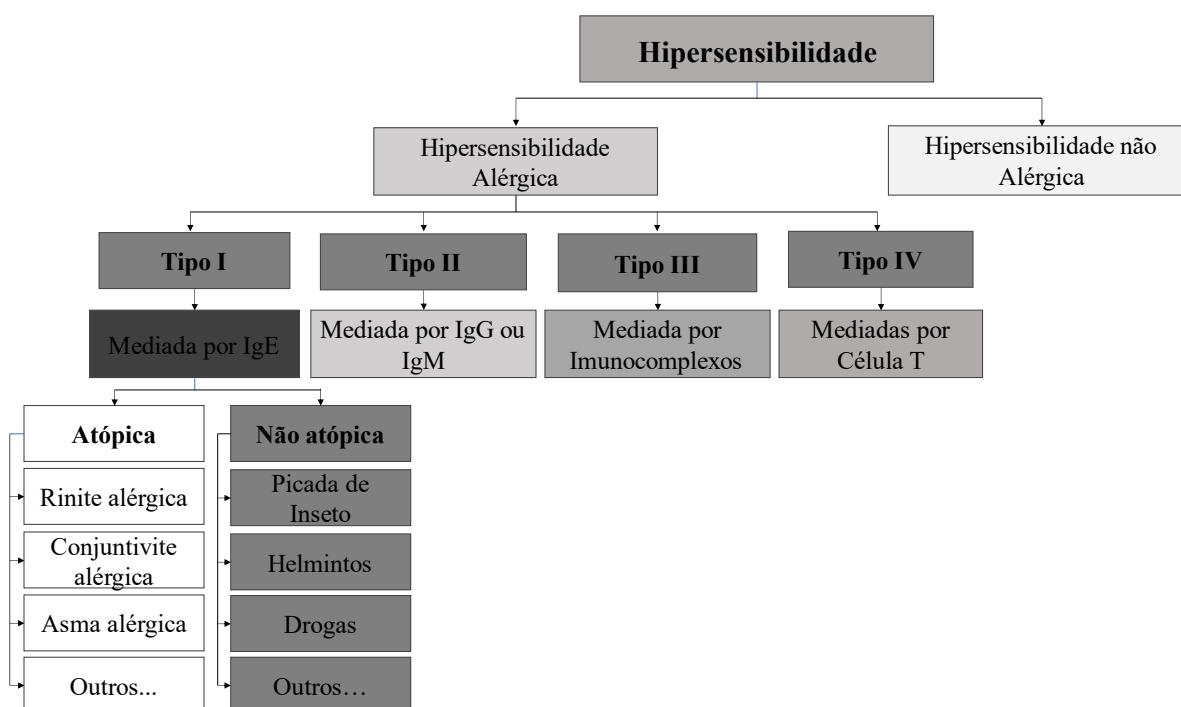 Hipersensibilidade
Hipersensibilidade
Alérgica
Hipersensibilidade não
Alérgica
Tipo I
Tipo II
Tipo III
Tipo IV
Mediada por IgE
Mediada por IgG ou
IgM
Mediada por
Imunocomplexos
Mediadas por
Célula T
Atópica
Não atópica
Rinite alérgica
Picada de
Inseto
Conjuntivite
alérgica
Helmintos
Asma alérgica
Drogas
Outros...
Outros…